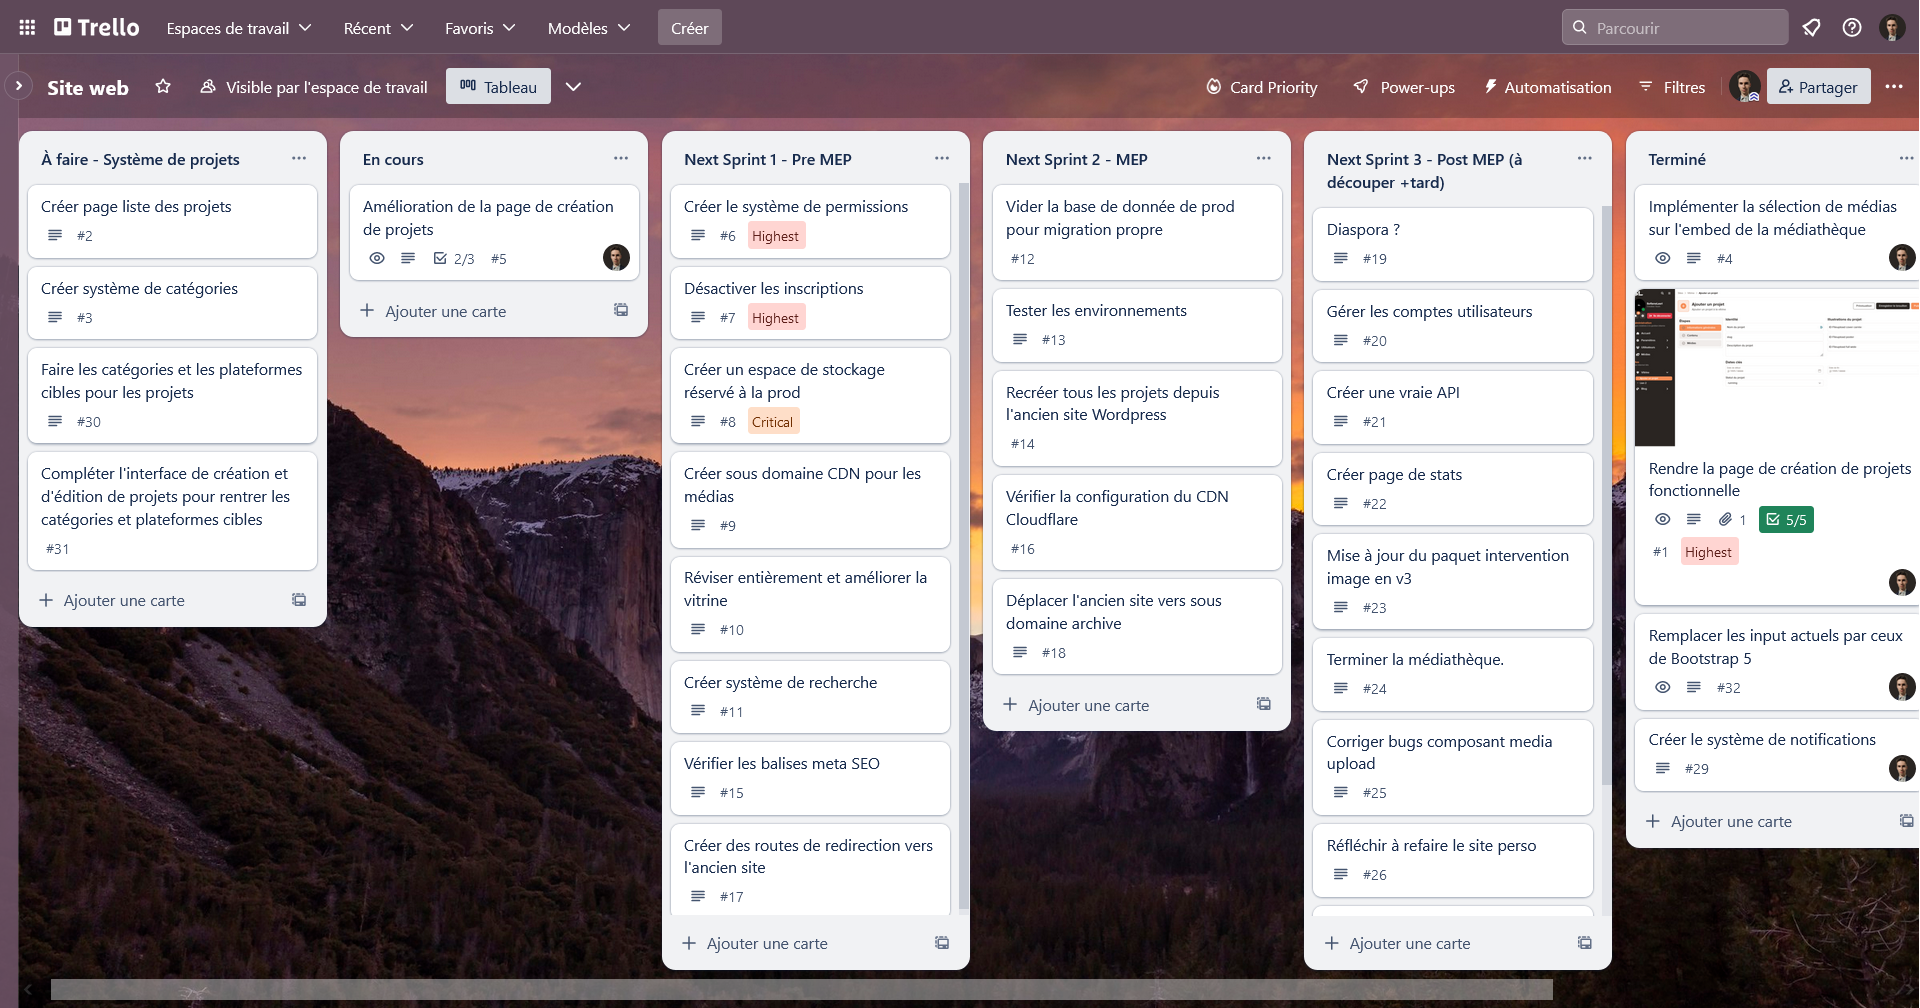 Trello
Espaces de travail
Récent
Favoris
Modèles
Créer
Parcourir
Site web
Visible par l'espace de travail
Tableau
Card Priority
Power-ups
Automatisation
Filtres
Partager
À faire - Système de projets
Créer page liste des projets
#2
Créer système de catégories
#3
Faire les catégories et les plateformes
cibles pour les projets
#30
Compléter l'interface de création et
d'édition de projets pour rentrer les
catégories et plateformes cibles
#31
Ajouter une carte
En cours
Amélioration de la page de création
de projets
2/3 #5
Ajouter une carte
Next Sprint 1 - Pre MEP
Créer le système de permissions
#6 Highest
Désactiver les inscriptions
#7 Highest
Créer un espace de stockage
réservé à la prod
#8 Critical
Créer sous domaine CDN pour les
médias
#9
Réviser entièrement et améliorer la
vitrine
#10
Créer système de recherche
#11
Vérifier les balises meta SEO
#15
Créer des routes de redirection vers
l'ancien site
#17
Ajouter une carte
Next Sprint 2 - MEP
Vider la base de donnée de prod
pour migration propre
#12
Tester les environnements
#13
Recréer tous les projets depuis
l'ancien site Wordpress
#14
Vérifier la configuration du CDN
Cloudflare
#16
Déplacer l'ancien site vers sous
domaine archive
#18
Ajouter une carte
Next Sprint 3 - Post MEP (à
découper +tard)
Diaspora ?
#19
Gérer les comptes utilisateurs
#20
Créer une vraie API
#21
Créer page de stats
#22
Mise à jour du paquet intervention
image en v3
#23
Terminer la médiathèque.
#24
Corriger bugs composant media
upload
#25
Réfléchir à refaire le site perso
#26
Ajouter une carte
Terminé
Implémenter la sélection de médias
sur l'embed de la médiathèque
#4
Ajouter un projet
Rendre la page de création de projets
fonctionnelle
1 5/5
#1 Highest
Remplacer les input actuels par ceux
de Bootstrap 5
#32
Créer le système de notifications
#29
Ajouter une carte